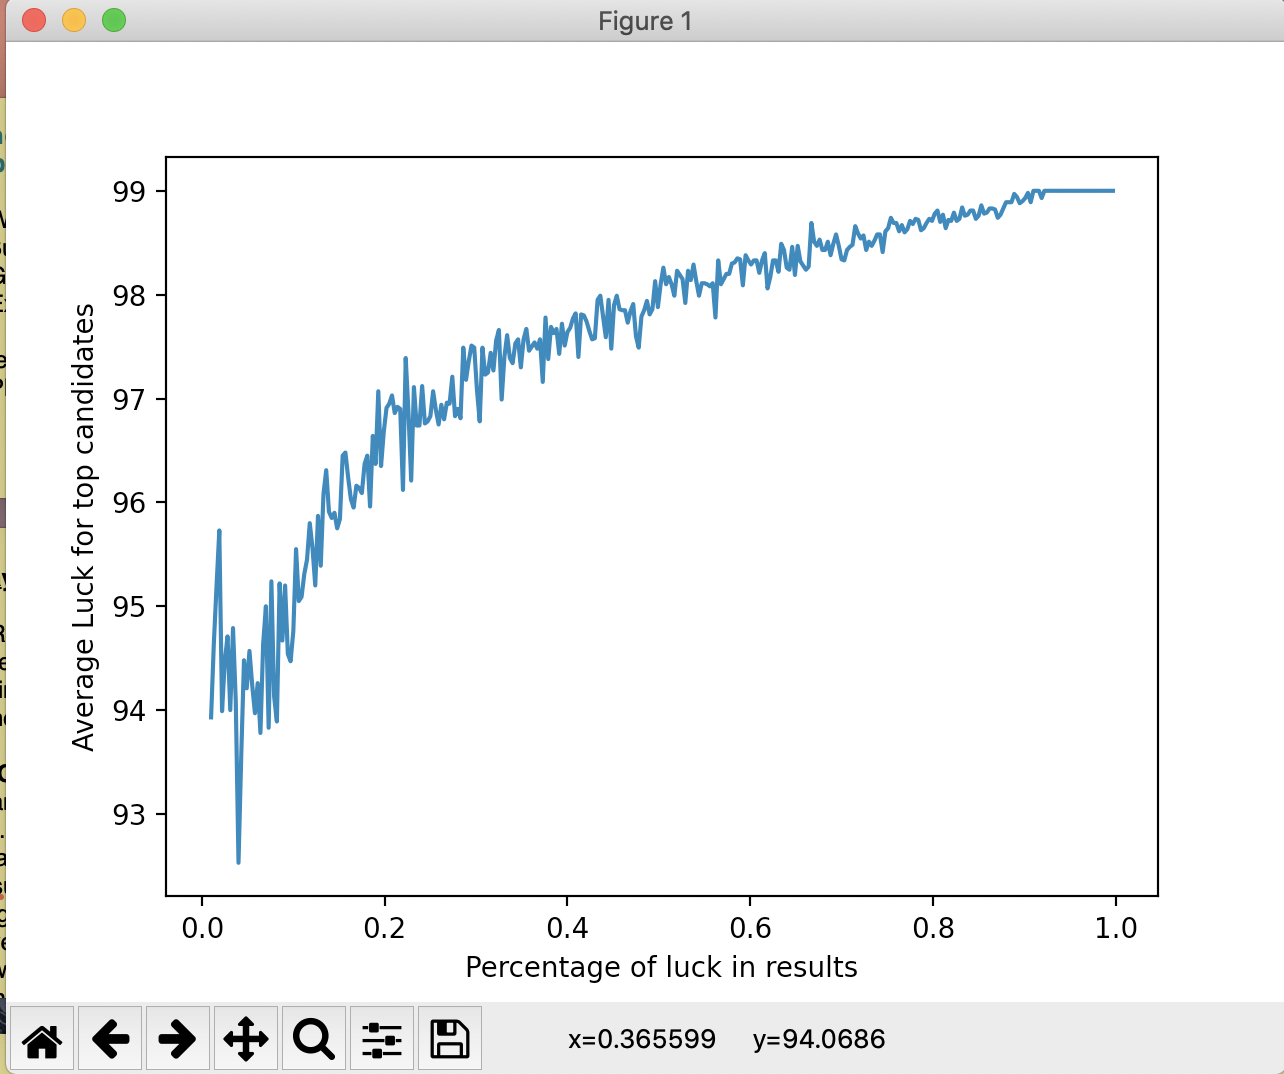 Figure 1
99
98
97
96
95
94
93
Average Luck for top candidates
0.0 0.2 0.4 0.6 0.8 1.0
Percentage of luck in results
x=0.365599 y=94.0686